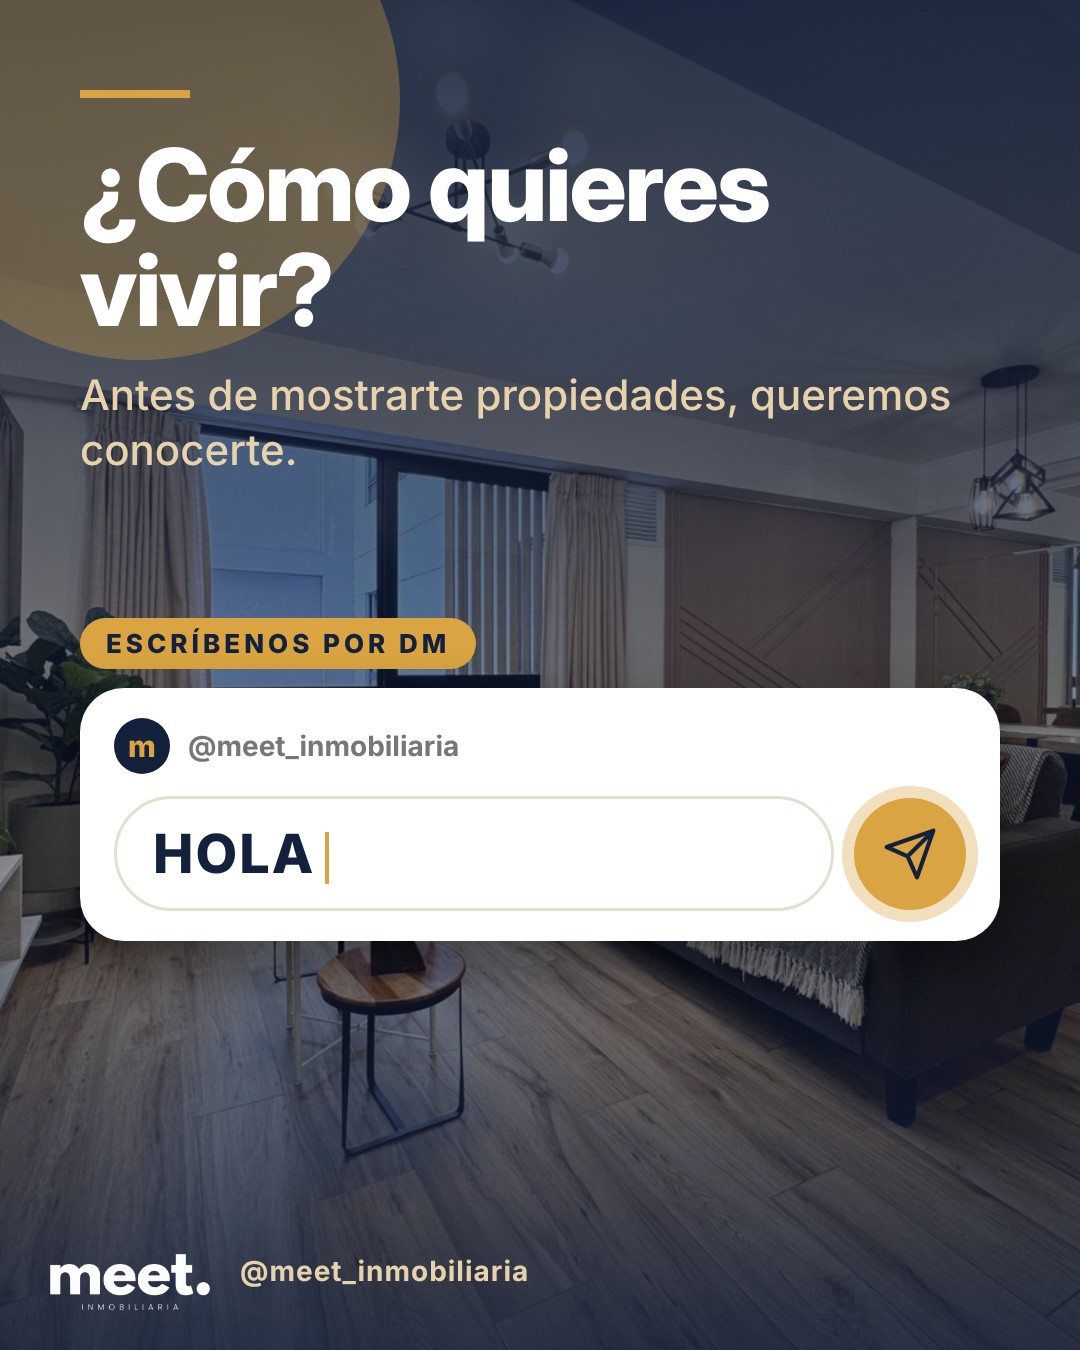 ¿Cómo quieres
vivir?
Antes de mostrarte propiedades, queremos
conocerte.
ESCRÍBENOS POR DM
m
@meet_inmobiliaria
HOLA
meet.
INMOBILIARIA
@meet_inmobiliaria